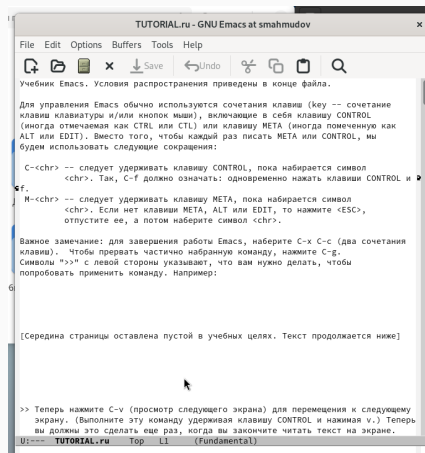 TUTORIAL.ru - GNU Emacs at smahmudov
File Edit Options Buffers Tools Help
Save Undo
Учебник Emacs. Условия распространения приведены в конце файла.
Для управления Emacs обычно используются сочетания клавиш (key -- сочетание
клавиш клавиатуры и/или кнопок мыши), включающие в себя клавишу CONTROL
(иногда отмечаемая как CTRL или CTL) или клавишу META (иногда помеченную как
ALT или EDIT). Вместо того, чтобы каждый раз писать META или CONTROL, мы
будем использовать следующие сокращения:
C-<chr> -- следует удерживать клавишу CONTROL, пока набирается символ
<chr>. Так, C-f должно означать: одновременно нажать клавиши CONTROL и
f.
M-<chr> -- следует удерживать клавишу META, пока набирается символ
<chr>. Если нет клавиши META, ALT или EDIT, то нажмите <ESC>,
отпустите ее, а потом наберите символ <chr>.
Важное замечание: для завершения работы Emacs, наберите C-x C-c (два сочетания
клавиш). Чтобы прервать частично набранную команду, нажмите C-g.
Символы ">>" с левой стороны указывают, что вам нужно делать, чтобы
попробовать применить команду. Например:
[Середина страницы оставлена пустой в учебных целях. Текст продолжается ниже]
>> Теперь нажмите C-v (просмотр следующего экрана) для перемещения к следующему
экрану. (Выполните эту команду удерживая клавишу CONTROL и нажимая v.) Теперь
вы должны это сделать еще раз, когда вы закончите читать текст на экране.
U:--- TUTORIAL.ru Top L1 (Fundamental)